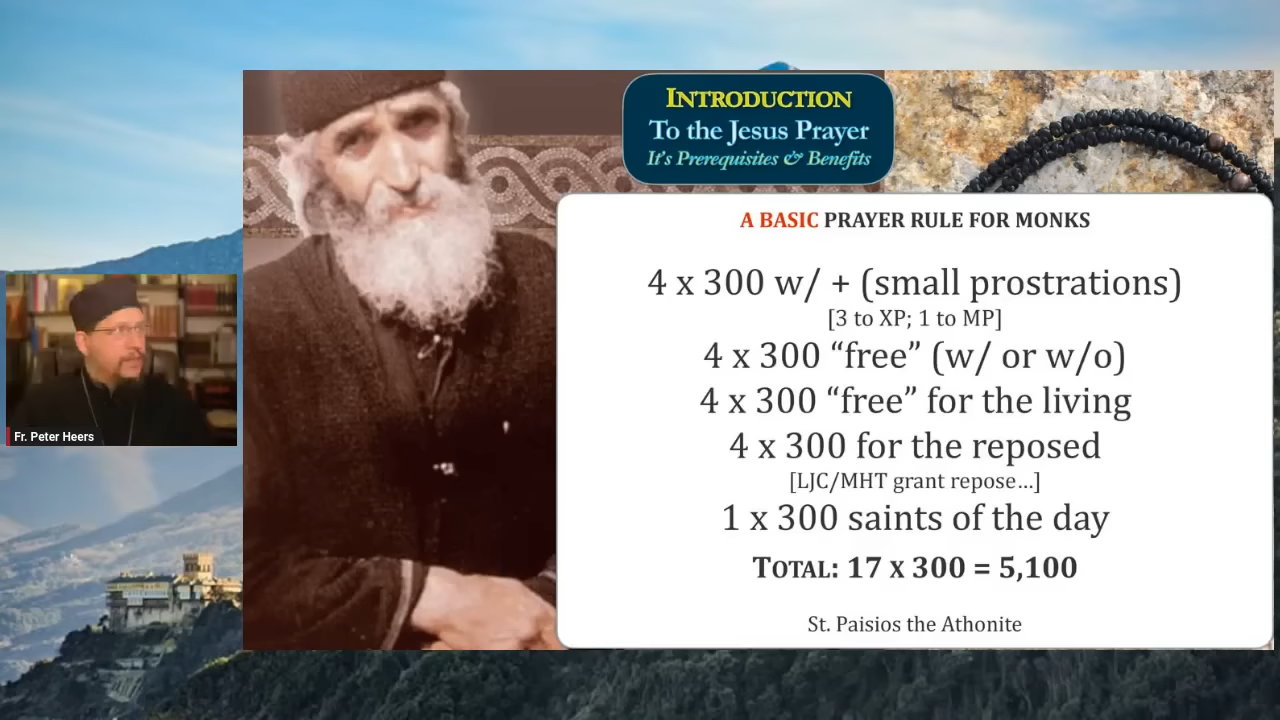 INTRODUCTION
To the Jesus Prayer
It's Prerequisites & Benefits
A BASIC PRAYER RULE FOR MONKS
4 x 300 w/ + (small prostrations)
[3 to XP; 1 to MP]
4 x 300 “free” (w/ or w/o)
4 x 300 “free” for the living
4 x 300 for the reposed
[LJC/MHT grant repose…]
1 x 300 saints of the day
TOTAL: 17 x 300 = 5,100
St. Paisios the Athonite
Fr. Peter Heers